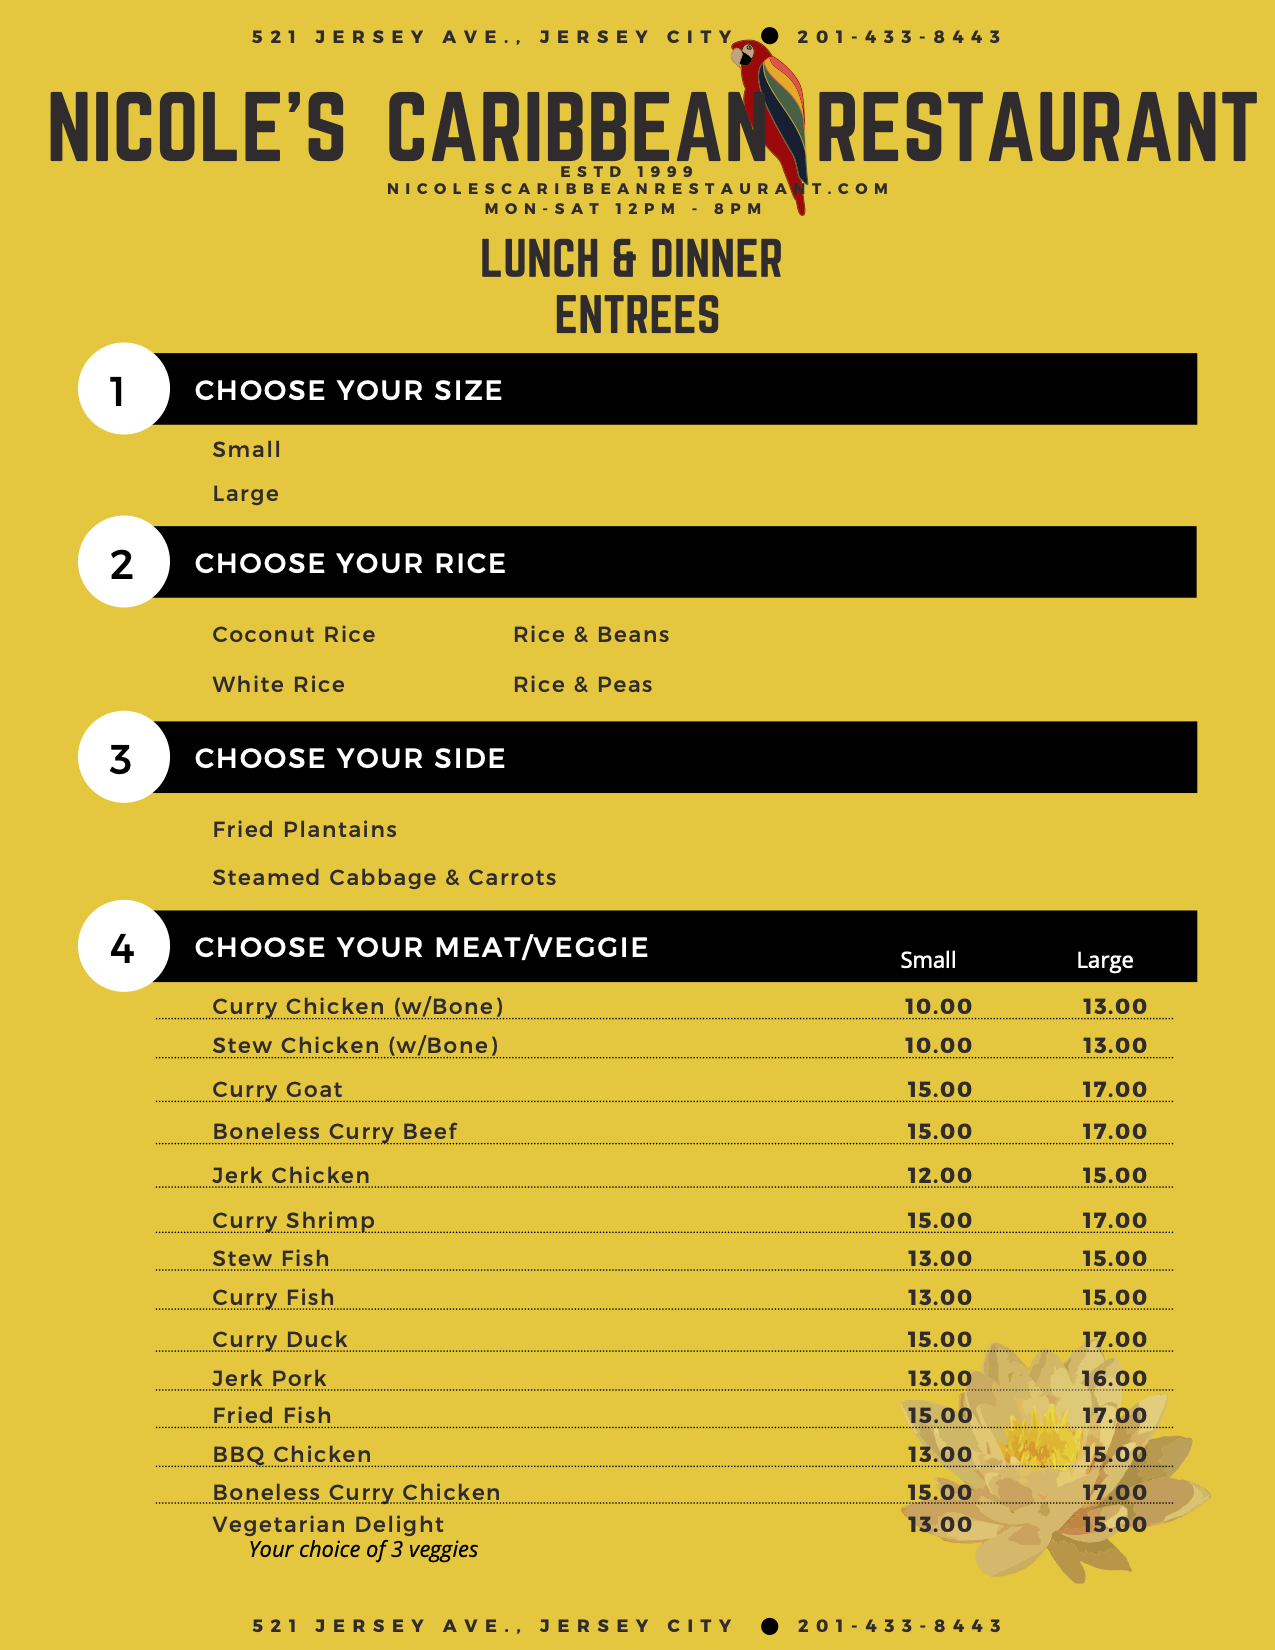 521 JERSEY AVE., JERSEY CITY ● 201-433-8443
NICOLE'S CARIBBEAN RESTAURANT
ESTD 1999
NICOLESCARIBBEANRESTAURANT.COM
MON-SAT 12PM - 8PM
LUNCH & DINNER
ENTREES
1 CHOOSE YOUR SIZE
Small
Large
2 CHOOSE YOUR RICE
Coconut Rice Rice & Beans
White Rice Rice & Peas
3 CHOOSE YOUR SIDE
Fried Plantains
Steamed Cabbage & Carrots
4 CHOOSE YOUR MEAT/VEGGIE Small Large
Curry Chicken (w/Bone) 10.00 13.00
Stew Chicken (w/Bone) 10.00 13.00
Curry Goat 15.00 17.00
Boneless Curry Beef 15.00 17.00
Jerk Chicken 12.00 15.00
Curry Shrimp 15.00 17.00
Stew Fish 13.00 15.00
Curry Fish 13.00 15.00
Curry Duck 15.00 17.00
Jerk Pork 13.00 16.00
Fried Fish 15.00 17.00
BBQ Chicken 13.00 15.00
Boneless Curry Chicken 15.00 17.00
Vegetarian Delight 13.00 15.00
Your choice of 3 veggies
521 JERSEY AVE., JERSEY CITY ● 201-433-8443